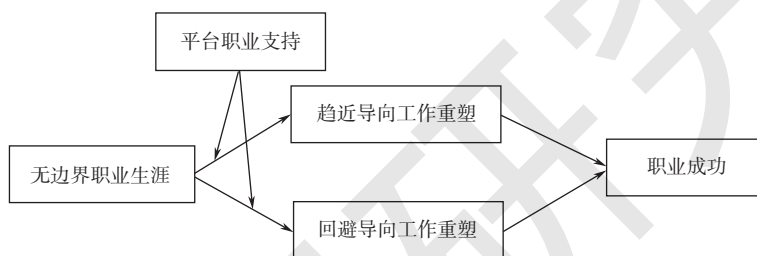 平台职业支持
趋近导向工作重塑
无边界职业生涯
职业成功
回避导向工作重塑